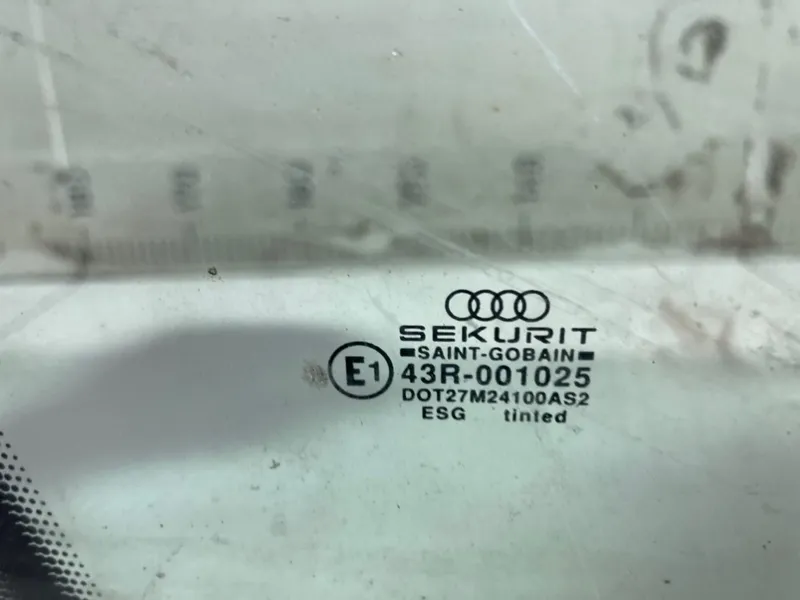 SEKURIT
SAINT-GOBAIN
E1
43R-001025
DOT27M24100AS2
ESG tinted